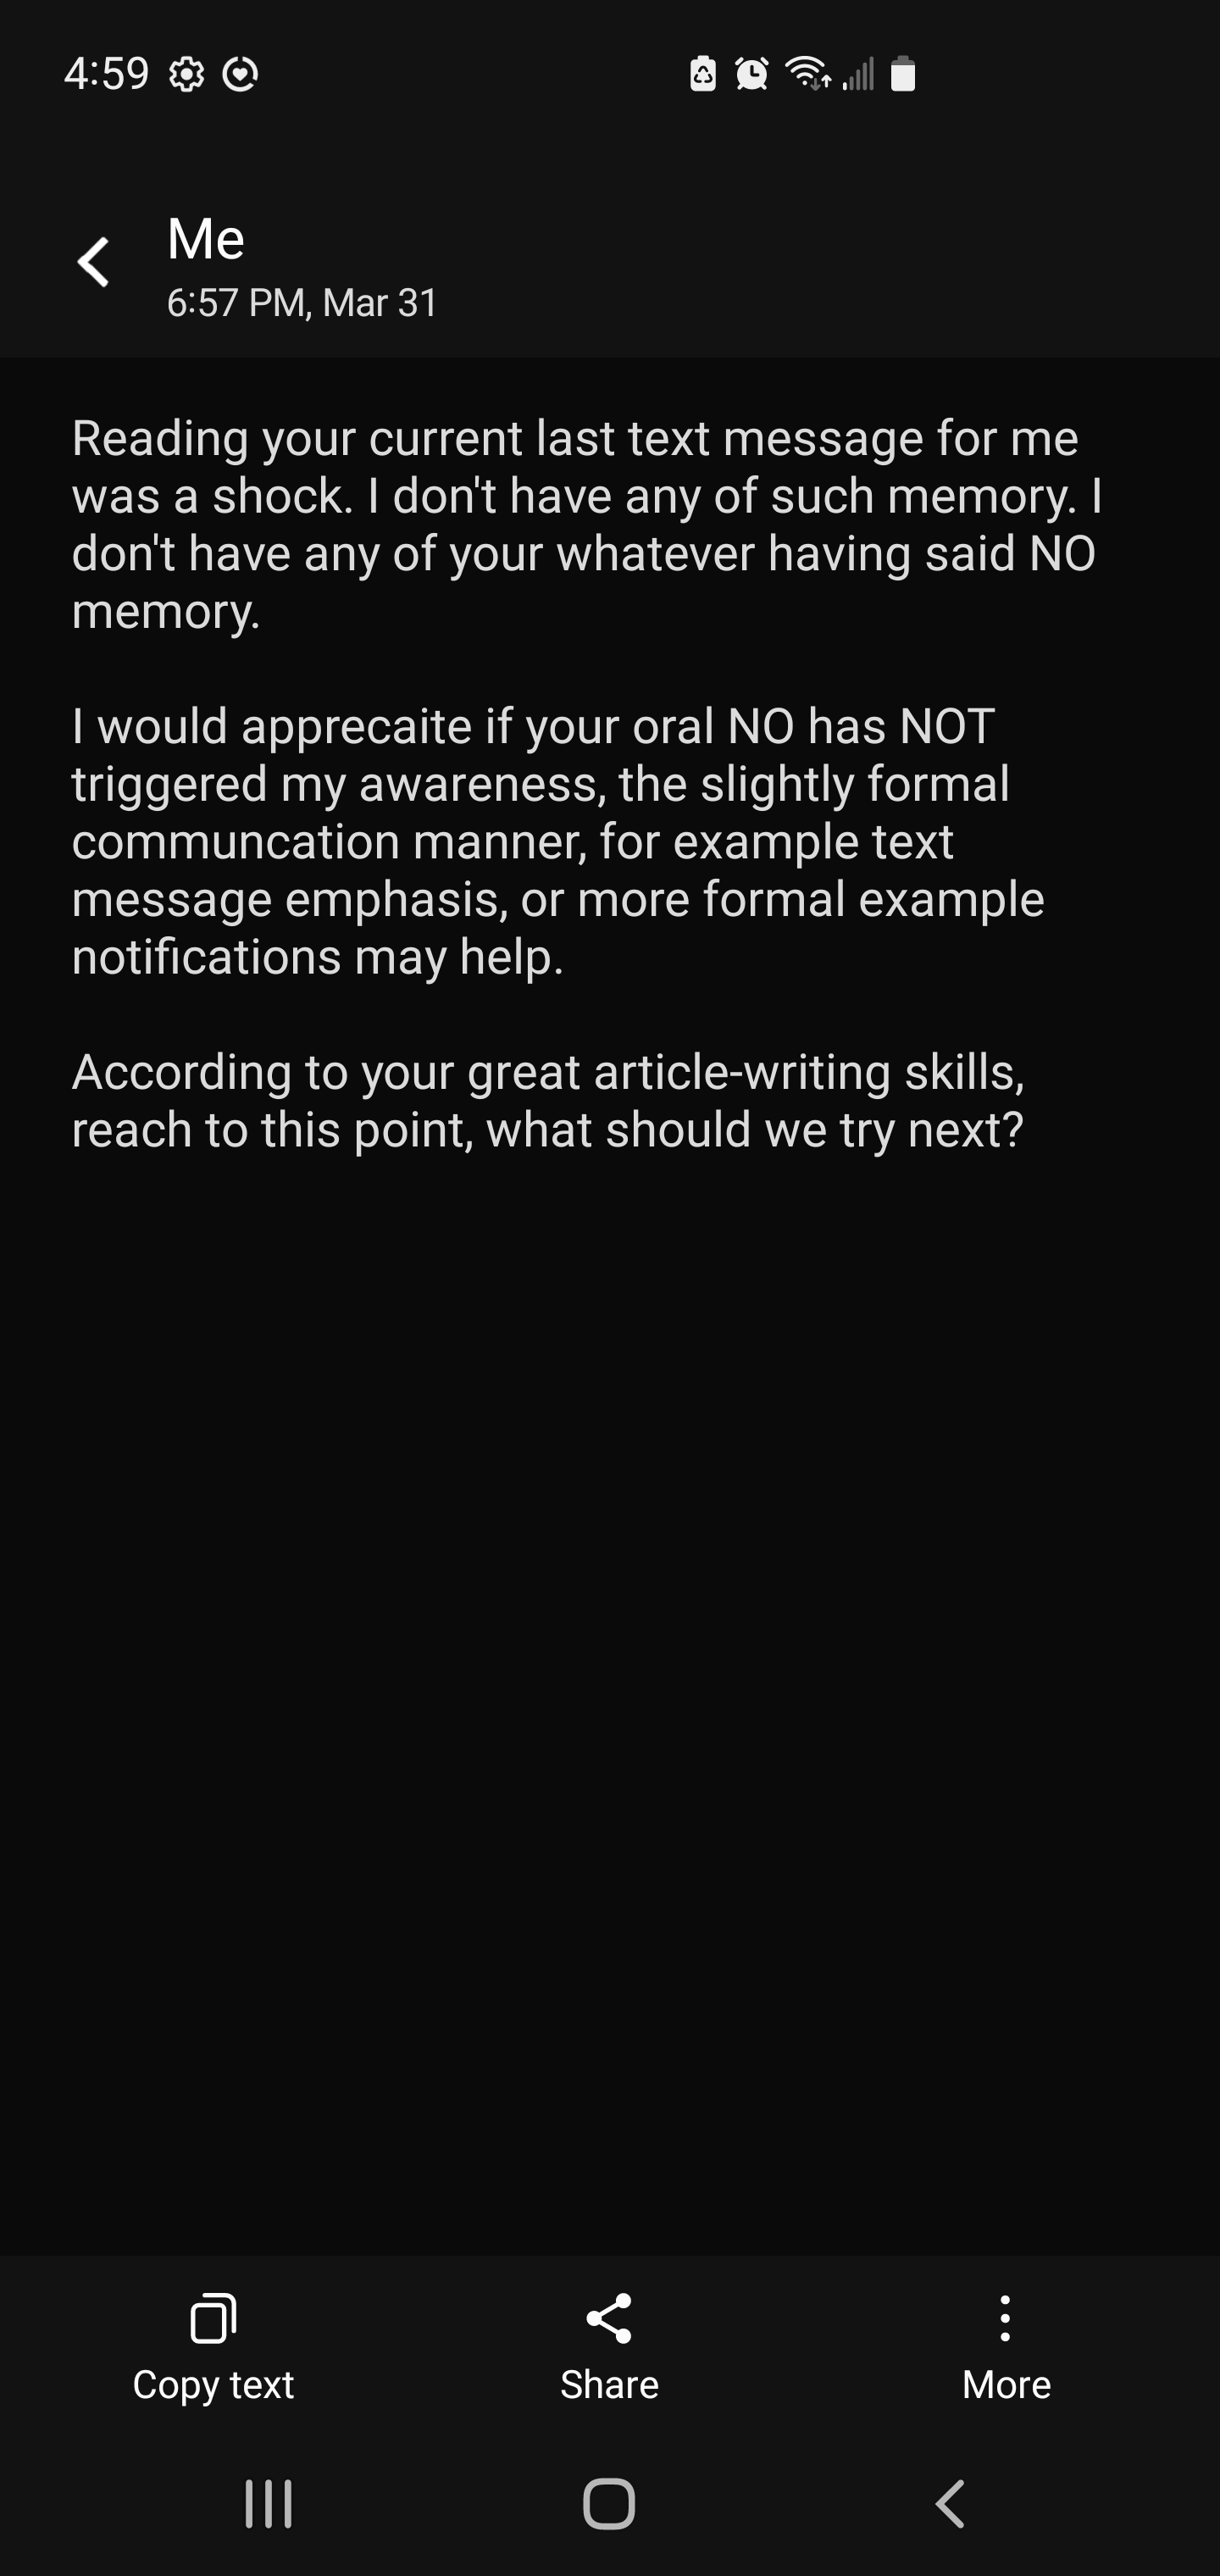 4:59
Me
6:57 PM, Mar 31
Reading your current last text message for me
was a shock. I don't have any of such memory. I
don't have any of your whatever having said NO
memory.
I would apprecaite if your oral NO has NOT
triggered my awareness, the slightly formal
communcation manner, for example text
message emphasis, or more formal example
notifications may help.
According to your great article-writing skills,
reach to this point, what should we try next?
Copy text
Share
More